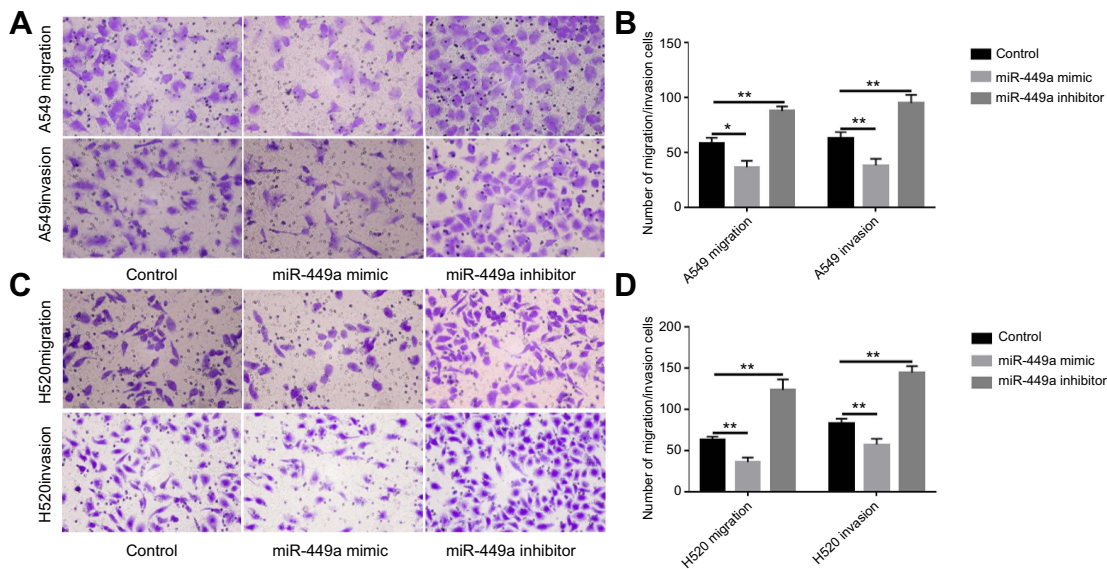 A
A549 migration
A549invasion
Control
miR-449a mimic
miR-449a inhibitor
B
Number of migration/invasion cells
150
100
50
0
**
*
**
**
A549 migration
A549 invasion
Control
miR-449a mimic
miR-449a inhibitor
C
H520migration
H520invasion
Control
miR-449a mimic
miR-449a inhibitor
D
Number of migration/invasion cells
200
150
100
50
0
**
**
**
**
H520 migration
H520 invasion
Control
miR-449a mimic
miR-449a inhibitor